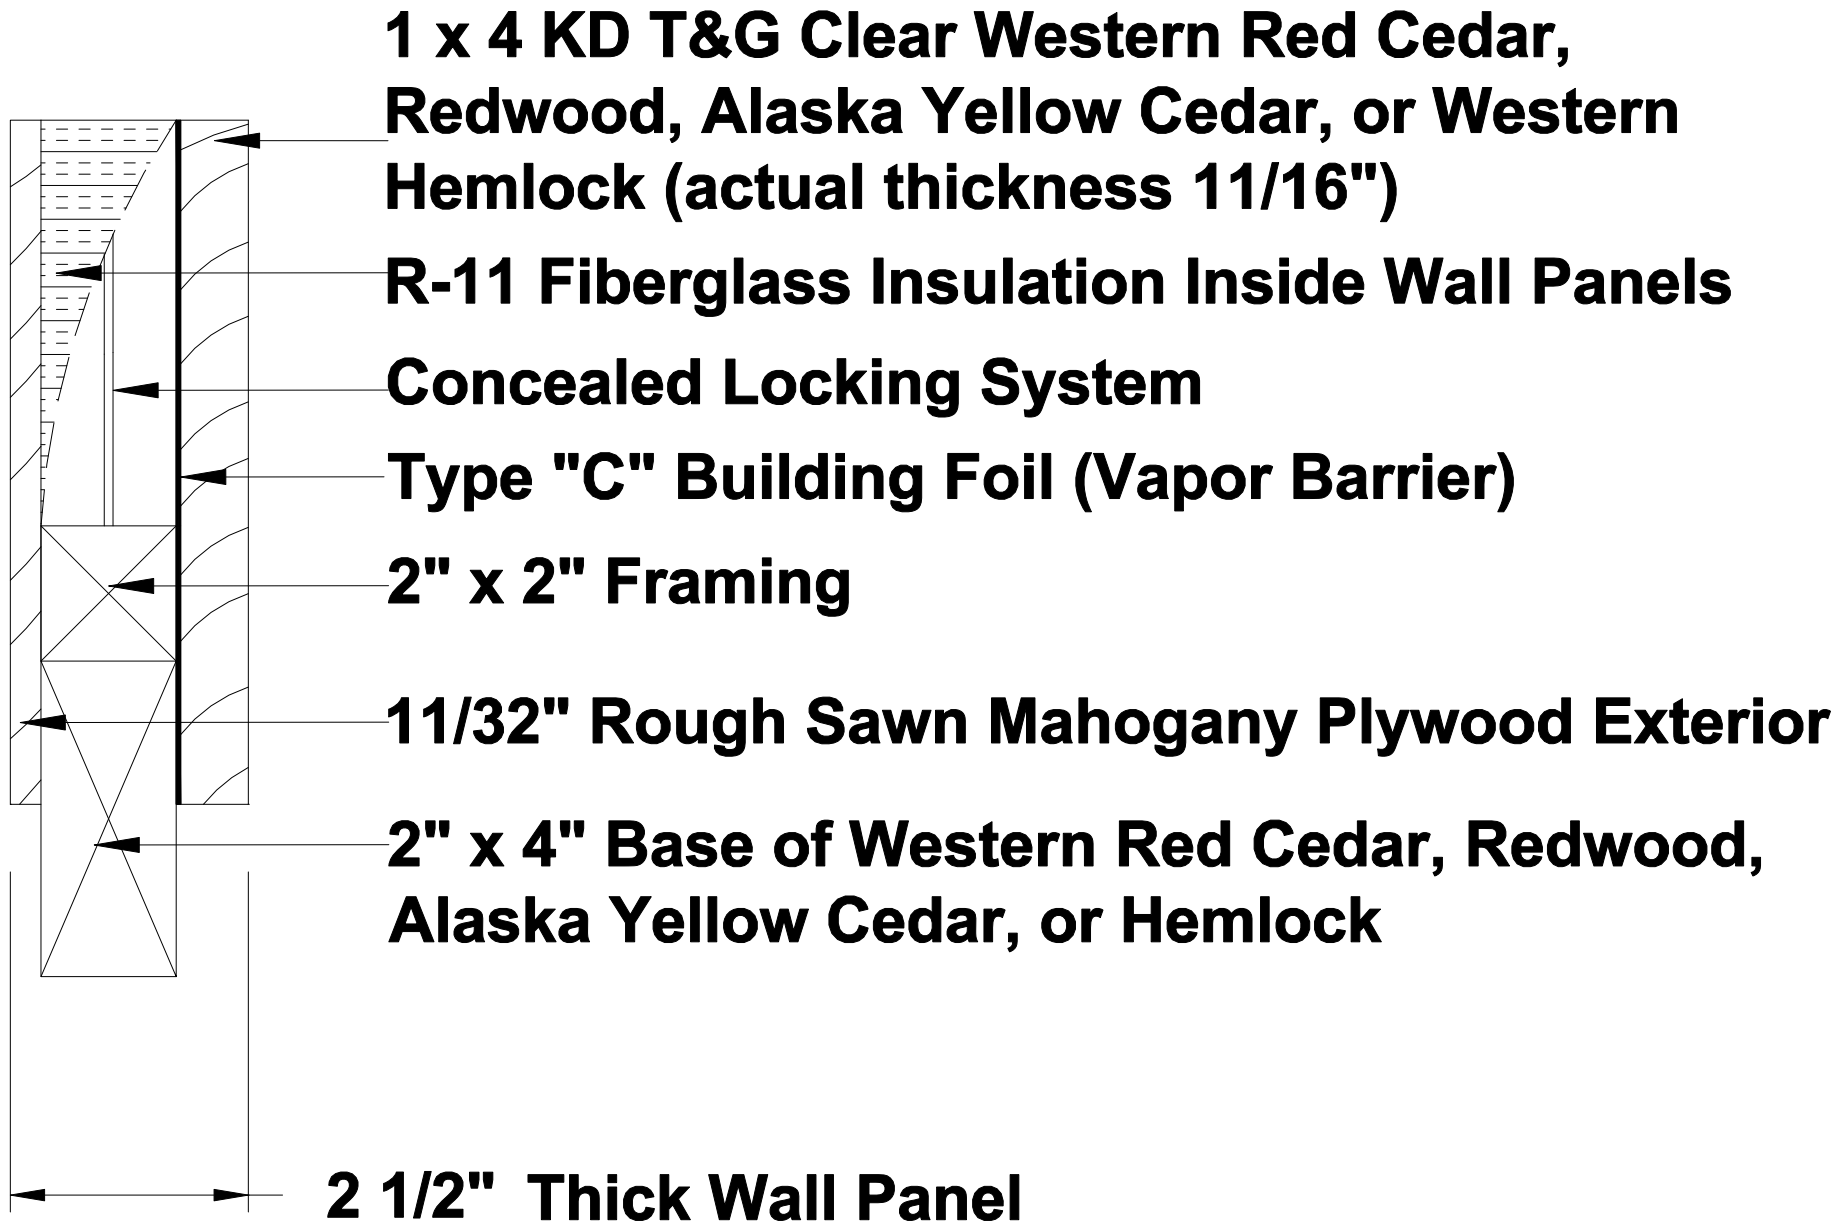 1 x 4 KD T&G Clear Western Red Cedar,
Redwood, Alaska Yellow Cedar, or Western
Hemlock (actual thickness 11/16")
R-11 Fiberglass Insulation Inside Wall Panels
Concealed Locking System
Type "C" Building Foil (Vapor Barrier)
2" x 2" Framing
11/32" Rough Sawn Mahogany Plywood Exterior
2" x 4" Base of Western Red Cedar, Redwood,
Alaska Yellow Cedar, or Hemlock
2 1/2" Thick Wall Panel